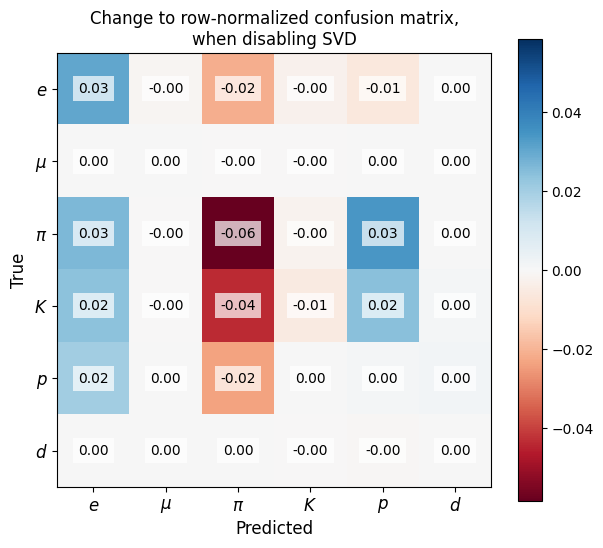 Change to row-normalized confusion matrix,
when disabling SVD
e 0.03 -0.00 -0.02 -0.00 -0.01 0.00
μ 0.00 0.00 -0.00 -0.00 0.00 0.00
π 0.03 -0.00 -0.06 -0.00 0.03 0.00
K 0.02 -0.00 -0.04 -0.01 0.02 0.00
p 0.02 0.00 -0.02 0.00 0.00 0.00
d 0.00 0.00 0.00 -0.00 -0.00 0.00
e μ π K p d
Predicted
True
0.04
0.02
0.00
−0.02
−0.04